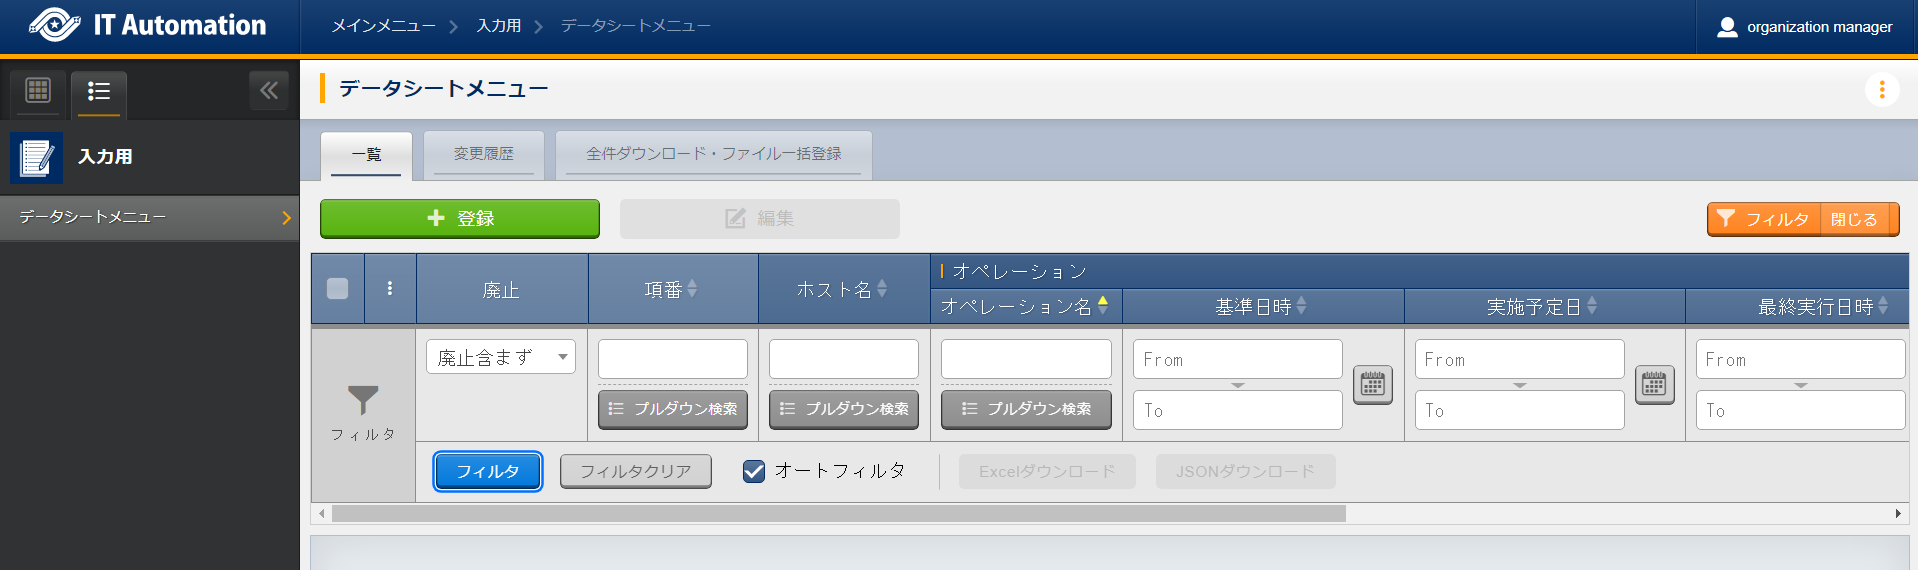 IT Automation
メインメニュー
入力用
データシートメニュー
organization manager
入力用
データシートメニュー
データシートメニュー
一覧
変更履歴
全件ダウンロード・ファイル一括登録
登録
編集
フィルタ 閉じる
廃止
項番
ホスト名
オペレーション
オペレーション名
基準日時
実施予定日
最終実行日時
フィルタ
廃止含まず
プルダウン検索
プルダウン検索
プルダウン検索
From
To
From
To
From
To
フィルタ
フィルタクリア
オートフィルタ
Excelダウンロード
JSONダウンロード